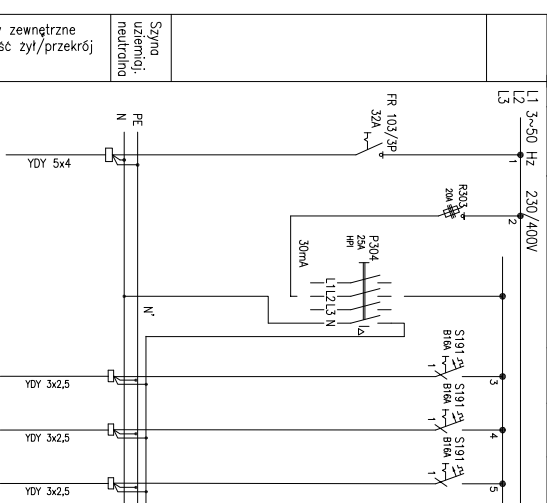 zewnętrzne
ść żył/przekrój
Szyna
uziemiaj.
neutralna
L1 3~50 Hz 230/400V
L2
L3
FR 103/3P
32A
PE
N
1
YDY 5x4
R303
20A
2
P304
25A
HPI
30mA
L1 L2 L3 N
N'
S191
B16A
1
3
YDY 3x2,5
S191
B16A
1
4
YDY 3x2,5
S191
B16A
1
5
YDY 3x2,5